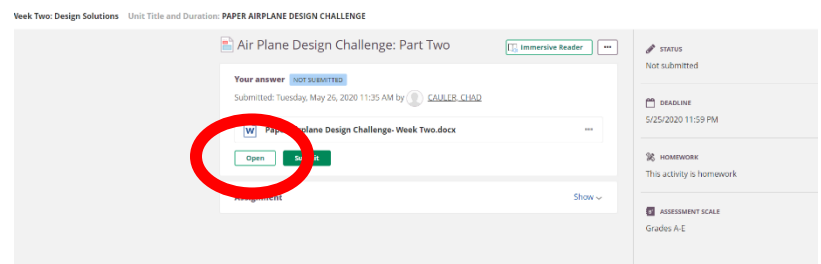 Week Two: Design Solutions Unit Title and Duration: PAPER AIRPLANE DESIGN CHALLENGE
Air Plane Design Challenge: Part Two
Immersive Reader
Your answer NOT SUBMITTED
Submitted: Tuesday, May 26, 2020 11:35 AM by CAULER, CHAD
W Paper Airplane Design Challenge- Week Two.docx
Open Submit
Assignment Show
STATUS
Not submitted
DEADLINE
5/25/2020 11:59 PM
HOMEWORK
This activity is homework
ASSESSMENT SCALE
Grades A-E